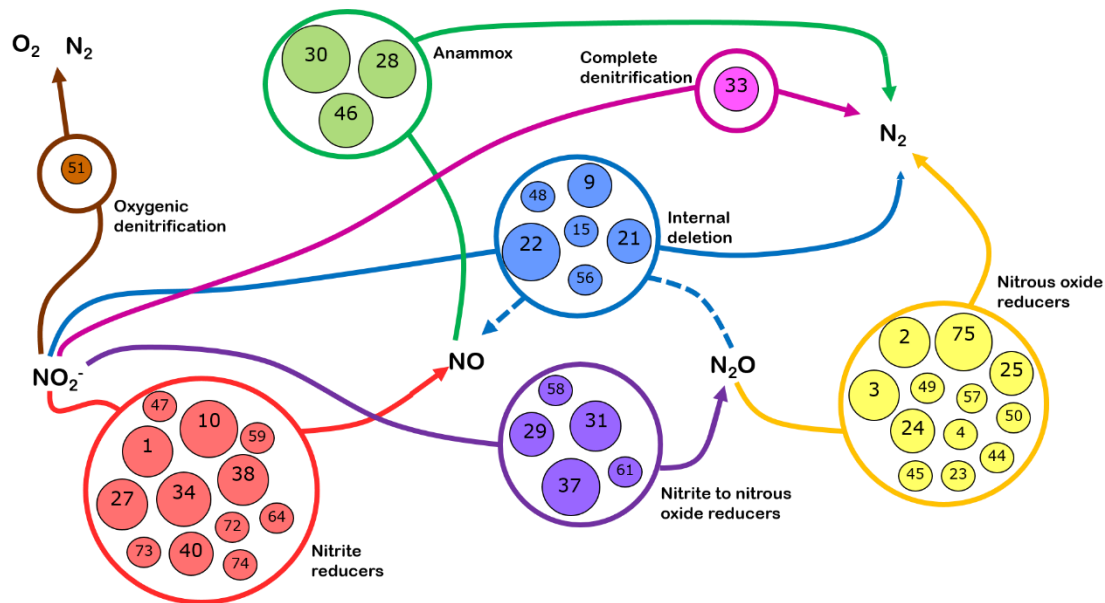 O₂ N₂
51
Oxygenic
denitrification
NO₂⁻
30
28
46
Anammox
Complete
denitrification
33
N₂
48
9
15
22
21
56
Internal
deletion
NO
N₂O
47
10
59
1
38
27
34
64
72
73
40
74
Nitrite
reducers
58
31
29
61
37
Nitrite to nitrous
oxide reducers
Nitrous oxide
reducers
2
75
25
3
49
57
50
24
4
44
45
23